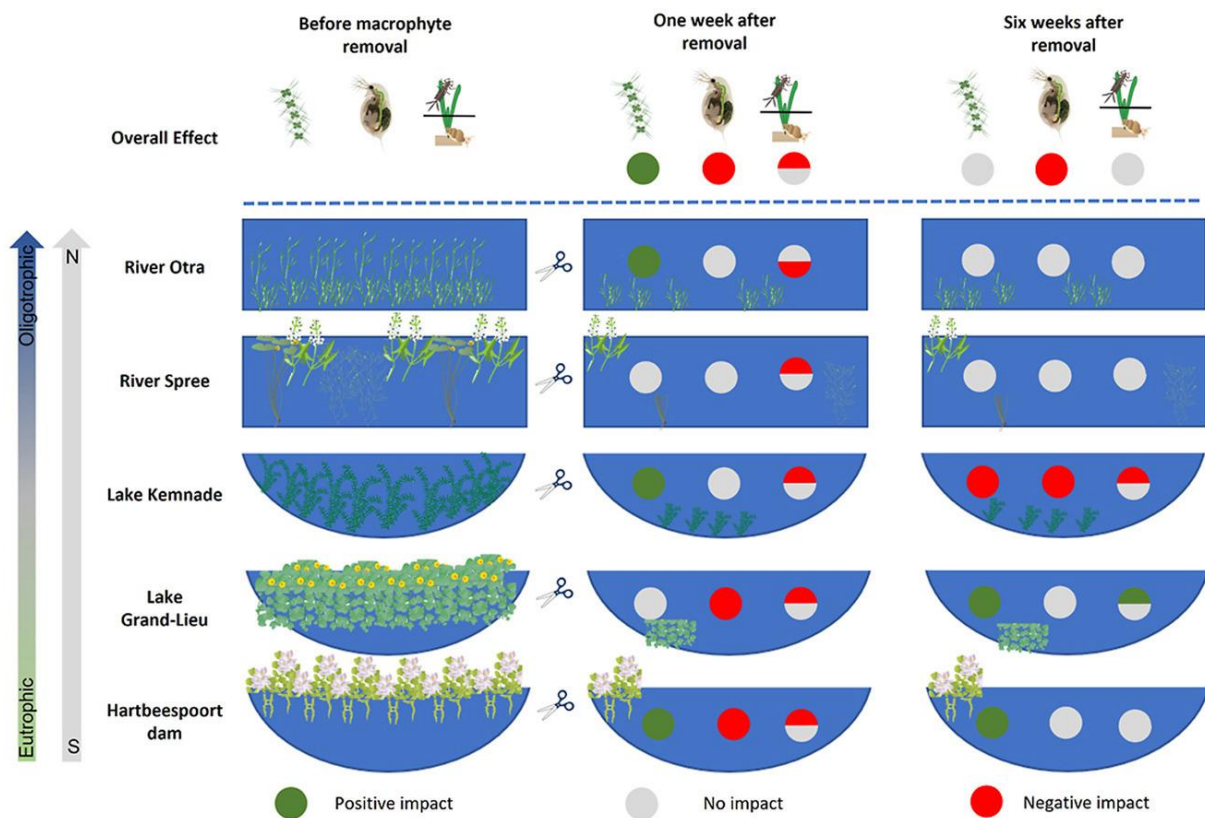 Before macrophyte
removal
One week after
removal
Six weeks after
removal
Overall Effect
Oligotrophic
Eutrophic
N
S
River Otra
River Spree
Lake Kemnade
Lake
Grand-Lieu
Hartbeespoort
dam
Positive impact
No impact
Negative impact